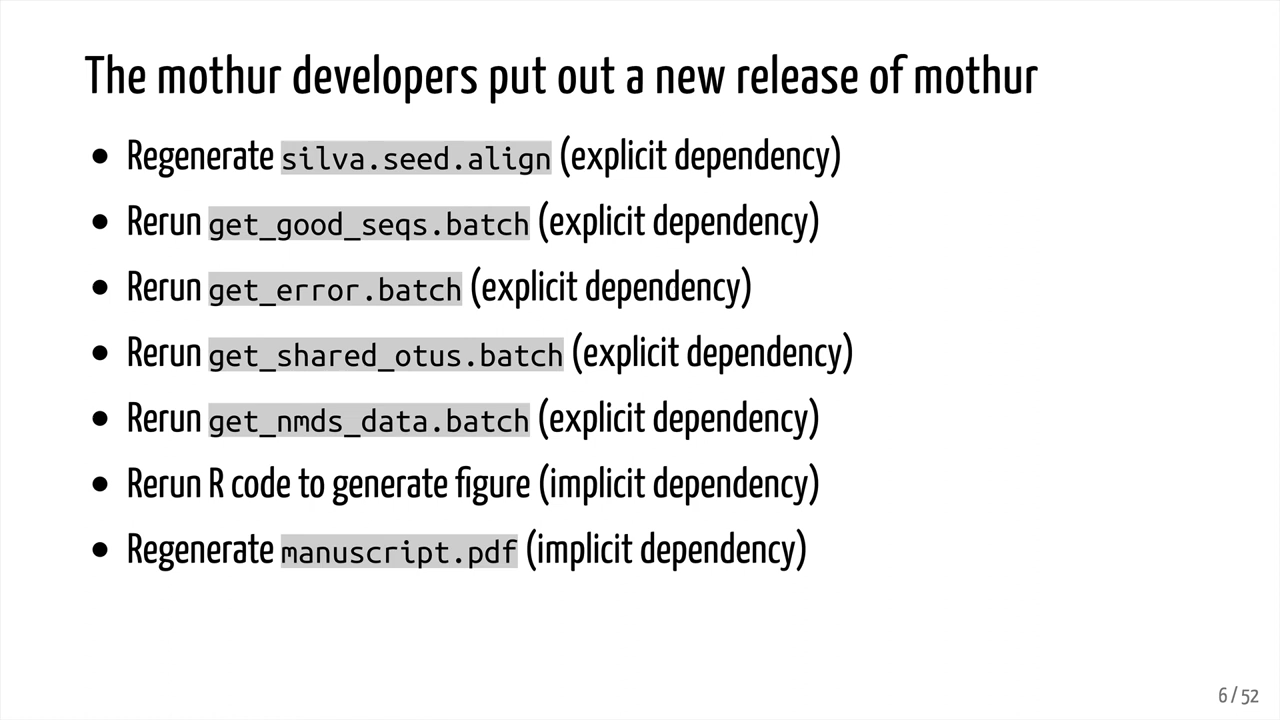 The mothur developers put out a new release of mothur
• Regenerate silva.seed.align (explicit dependency)
• Rerun get_good_seqs.batch (explicit dependency)
• Rerun get_error.batch (explicit dependency)
• Rerun get_shared_otus.batch (explicit dependency)
• Rerun get_nmds_data.batch (explicit dependency)
• Rerun R code to generate figure (implicit dependency)
• Regenerate manuscript.pdf (implicit dependency)
6 / 52